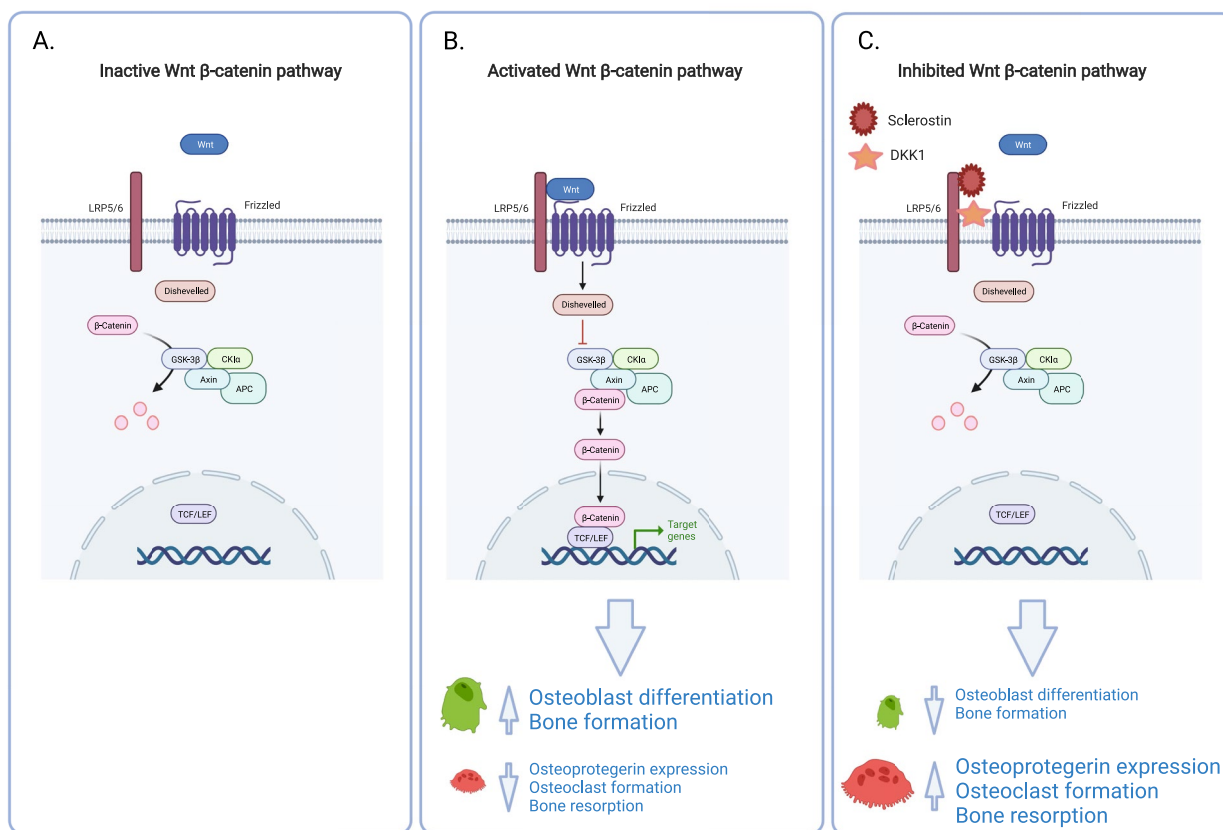 A.
Inactive Wnt β-catenin pathway
Wnt
LRP5/6
Frizzled
Dishevelled
β-Catenin
GSK-3β
CKIα
Axin
APC
TCF/LEF
B.
Activated Wnt β-catenin pathway
Wnt
LRP5/6
Frizzled
Dishevelled
GSK-3β
CKIα
Axin
APC
β-Catenin
β-Catenin
β-Catenin
TCF/LEF
Target
genes
Osteoblast differentiation
Bone formation
Osteoprotegerin expression
Osteoclast formation
Bone resorption
C.
Inhibited Wnt β-catenin pathway
Sclerostin
DKK1
Wnt
LRP5/6
Frizzled
Dishevelled
β-Catenin
GSK-3β
CKIα
Axin
APC
TCF/LEF
Osteoblast differentiation
Bone formation
Osteoprotegerin expression
Osteoclast formation
Bone resorption